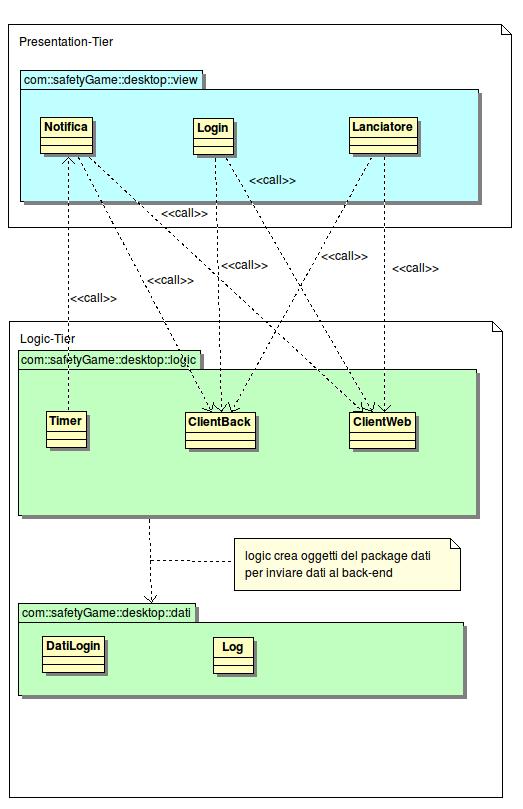 Presentation-Tier
com::safetyGame::desktop::view
Notifica
Login
Lanciatore
<<call>>
<<call>>
<<call>>
<<call>>
<<call>>
<<call>>
<<call>>
Logic-Tier
com::safetyGame::desktop::logic
Timer
ClientBack
ClientWeb
logic crea oggetti del package dati
per inviare dati al back-end
com::safetyGame::desktop::dati
DatiLogin
Log